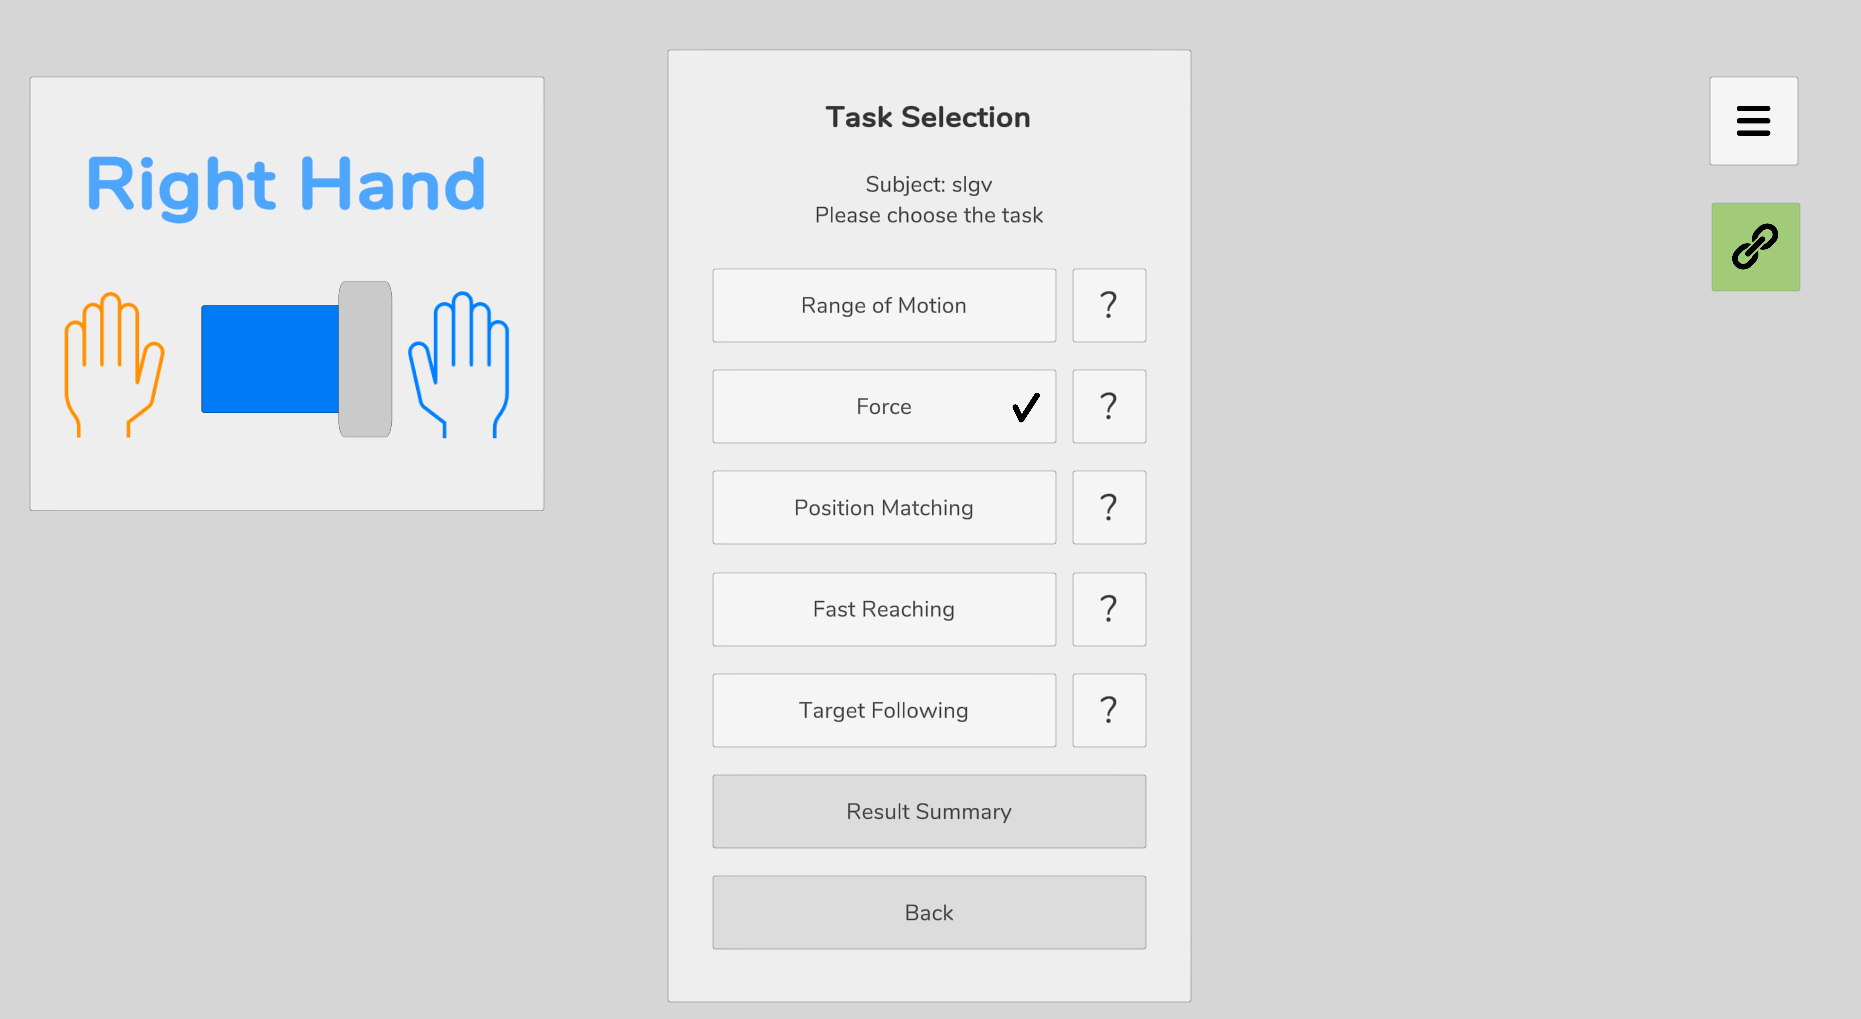 Right Hand
Task Selection
Subject: slgv
Please choose the task
Range of Motion
?
Force
?
Position Matching
?
Fast Reaching
?
Target Following
?
Result Summary
Back